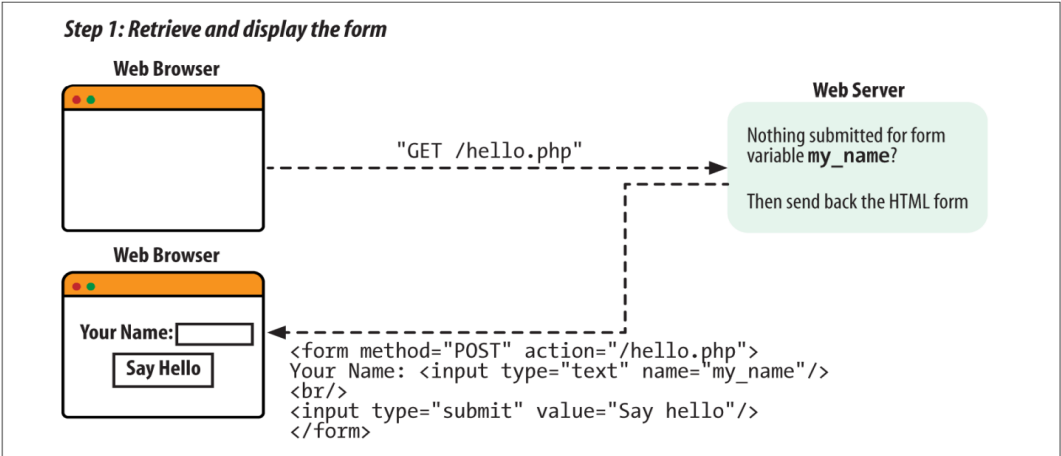 Step 1: Retrieve and display the form
Web Browser
Web Server
"GET /hello.php"
Nothing submitted for form
variable my_name?
Then send back the HTML form
Web Browser
Your Name:
Say Hello
<form method="POST" action="/hello.php">
Your Name: <input type="text" name="my_name"/>
<br/>
<input type="submit" value="Say hello"/>
</form>